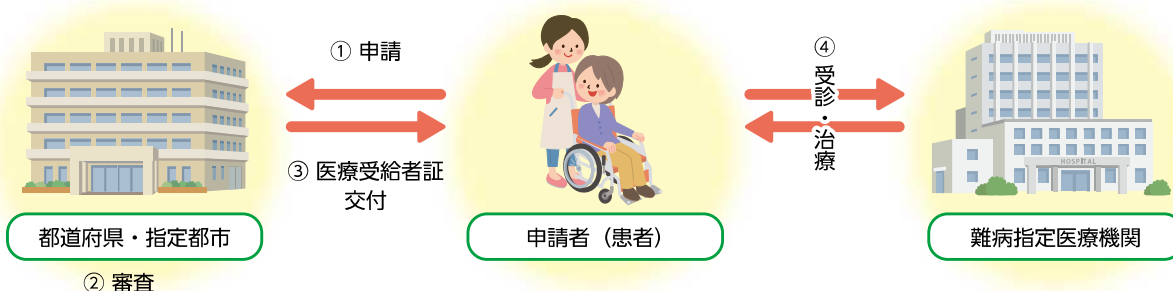 ① 申請
③ 医療受給者証
交付
④
受診・治療
HOSPITAL
都道府県・指定都市
申請者（患者）
難病指定医療機関
② 審査